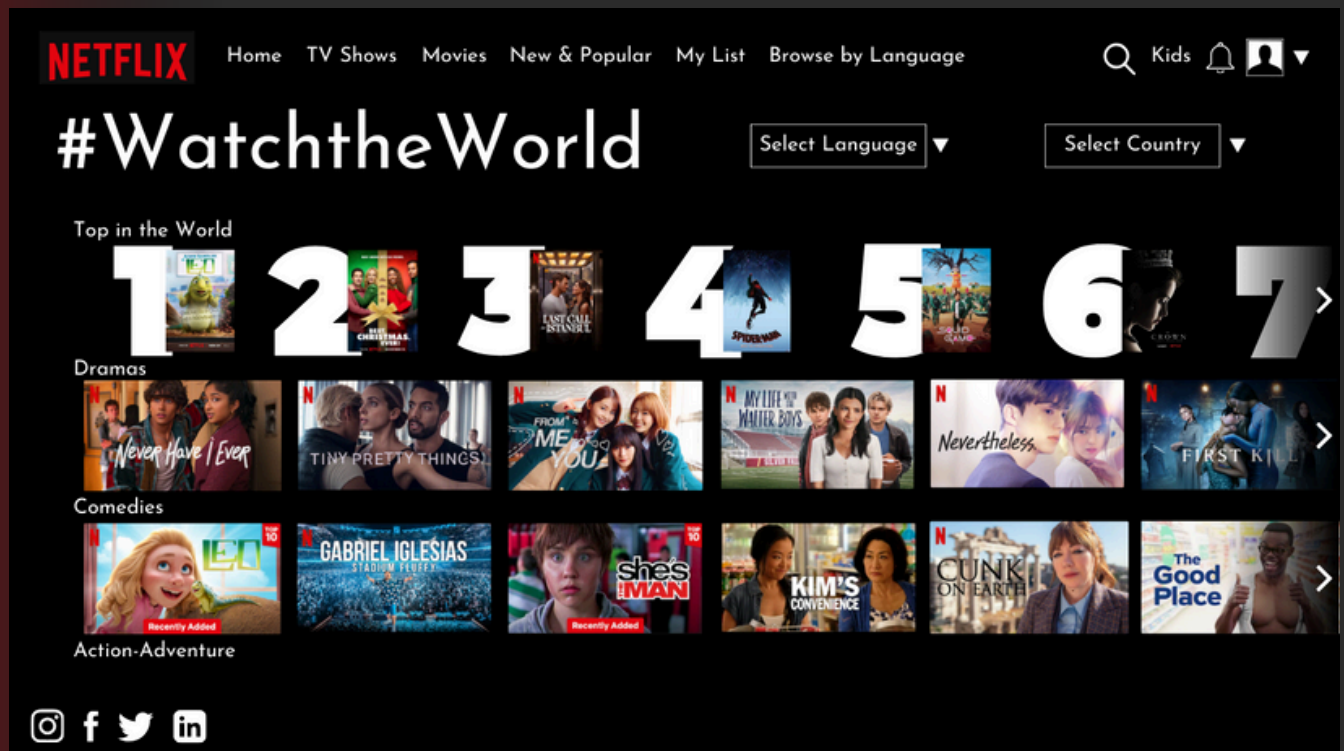 NETFLIX Home TV Shows Movies New & Popular My List Browse by Language Kids
#WatchtheWorld Select Language Select Country
Top in the World
1 LEO 2 BEST. CHRISTMAS. EVER! 3 LAST CALL ISTANBUL 4 SPIDER-MAN 5 SQUID GAME 6 CROWN 7
Dramas
N NEVER HAVE I EVER N TINY PRETTY THINGS N FROM ME YOU N MY LIFE WITH THE WALTER BOYS N Nevertheless, N FIRST KILL
Comedies
N LEO TOP 10 Recently Added N GABRIEL IGLESIAS STADIUM FLUFFY she's THE MAN TOP 10 Recently Added KIM'S CONVENIENCE N CUNK ON EARTH The Good Place
Action-Adventure
f in